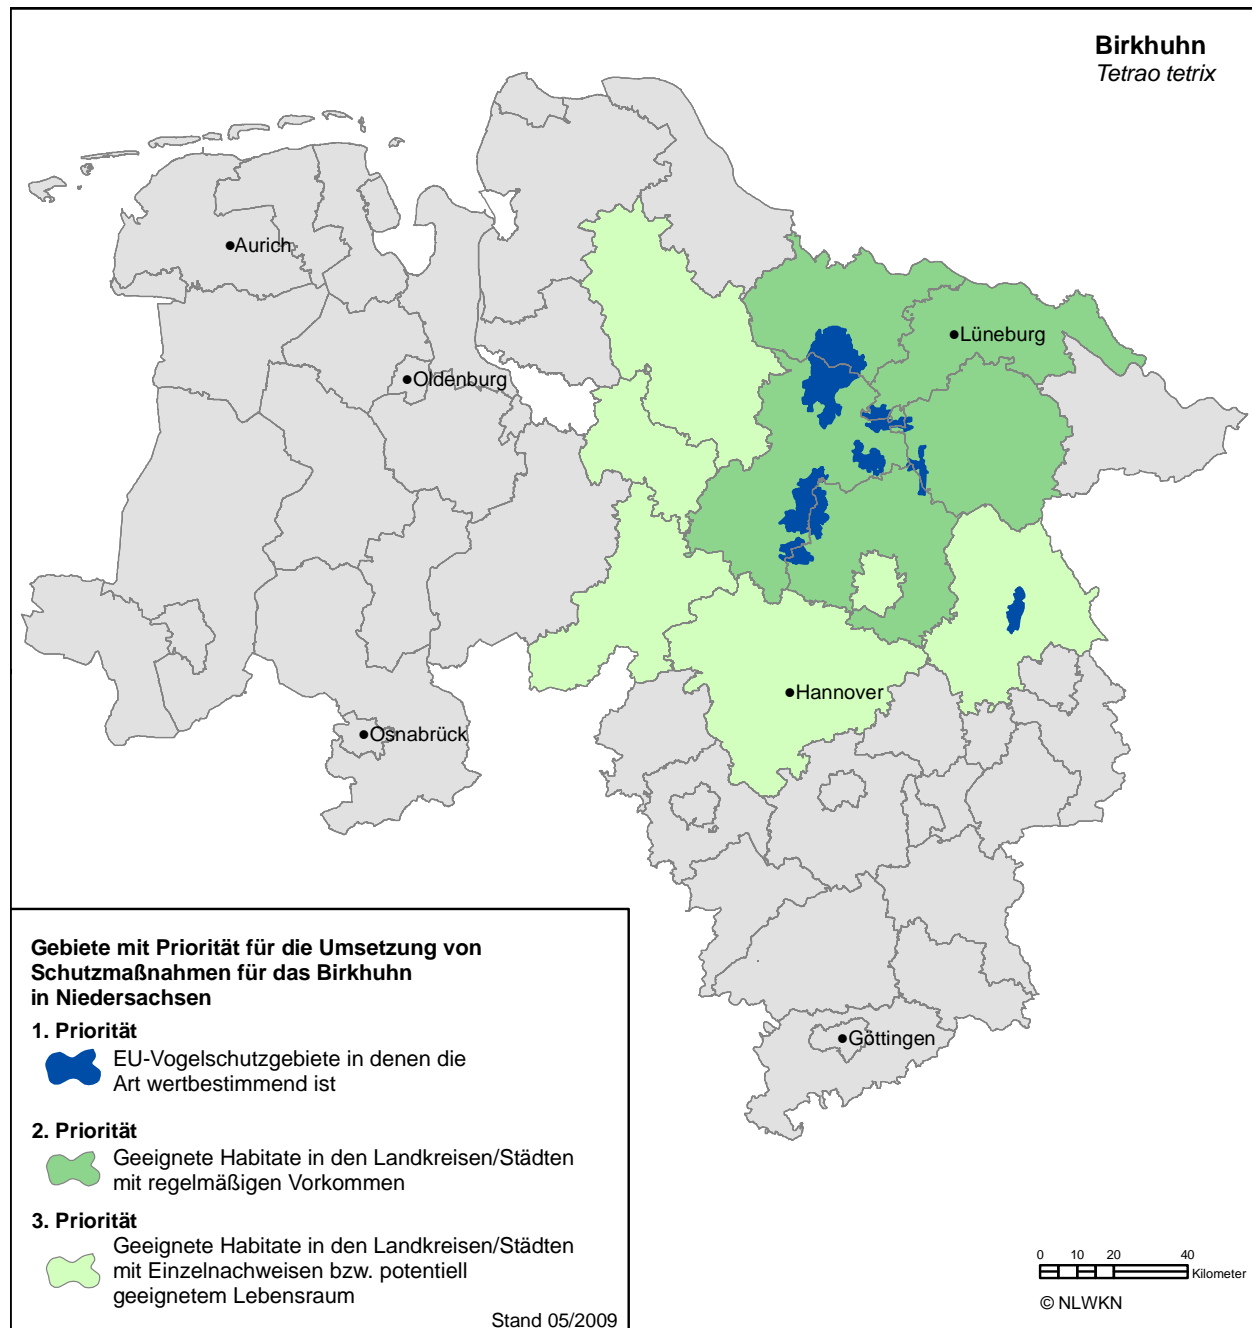 Birkhuhn
Tetrao tetrix
Aurich
Lüneburg
Oldenburg
Hannover
Osnabrück
Göttingen
Gebiete mit Priorität für die Umsetzung von
Schutzmaßnahmen für das Birkhuhn
in Niedersachsen
1. Priorität
EU-Vogelschutzgebiete in denen die
Art wertbestimmend ist
2. Priorität
Geeignete Habitate in den Landkreisen/Städten
mit regelmäßigen Vorkommen
3. Priorität
Geeignete Habitate in den Landkreisen/Städten
mit Einzelnachweisen bzw. potentiell
geeignetem Lebensraum
Stand 05/2009
0 10 20 40
Kilometer
© NLWKN